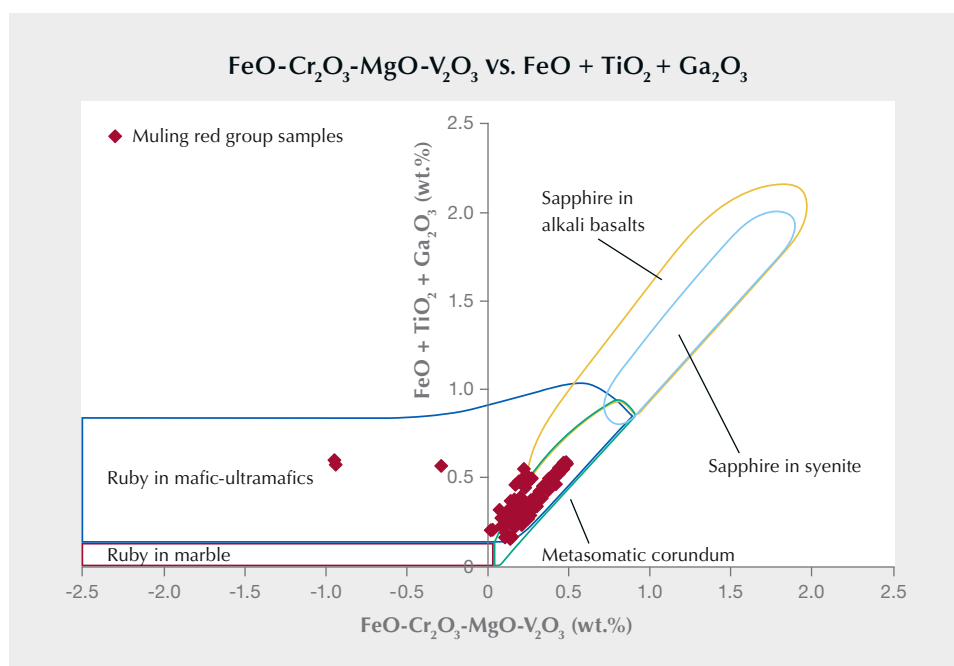 FeO-Cr₂O₃-MgO-V₂O₃ vs. FeO + TiO₂ + Ga₂O₃
Muling red group samples
FeO + TiO₂ + Ga₂O₃ (wt.%)
2.5
2.0
1.5
1.0
0.5
0
Sapphire in
alkali basalts
Ruby in mafic-ultramafics
Sapphire in syenite
Ruby in marble
Metasomatic corundum
-2.5 -2.0 -1.5 -1.0 -0.5 0 0.5 1.0 1.5 2.0 2.5
FeO-Cr₂O₃-MgO-V₂O₃ (wt.%)